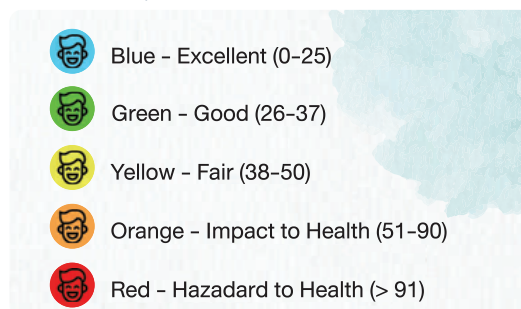 Blue – Excellent (0–25)
Green – Good (26–37)
Yellow – Fair (38–50)
Orange – Impact to Health (51–90)
Red – Hazadard to Health (> 91)